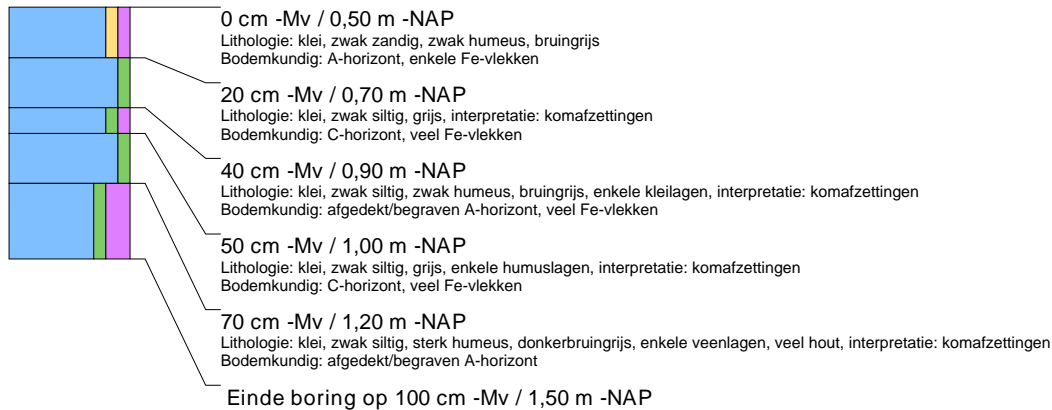 0 cm -Mv / 0,50 m -NAP
Lithologie: klei, zwak zandig, zwak humeus, bruingrijs
Bodemkundig: A-horizont, enkele Fe-vlekken
20 cm -Mv / 0,70 m -NAP
Lithologie: klei, zwak siltig, grijs, interpretatie: komafzettingen
Bodemkundig: C-horizont, veel Fe-vlekken
40 cm -Mv / 0,90 m -NAP
Lithologie: klei, zwak siltig, zwak humeus, bruingrijs, enkele kleilagen, interpretatie: komafzettingen
Bodemkundig: afgedekt/begraven A-horizont, veel Fe-vlekken
50 cm -Mv / 1,00 m -NAP
Lithologie: klei, zwak siltig, grijs, enkele humuslagen, interpretatie: komafzettingen
Bodemkundig: C-horizont, veel Fe-vlekken
70 cm -Mv / 1,20 m -NAP
Lithologie: klei, zwak siltig, sterk humeus, donkerbruingrijs, enkele veenlagen, veel hout, interpretatie: komafzettingen
Bodemkundig: afgedekt/begraven A-horizont
Einde boring op 100 cm -Mv / 1,50 m -NAP